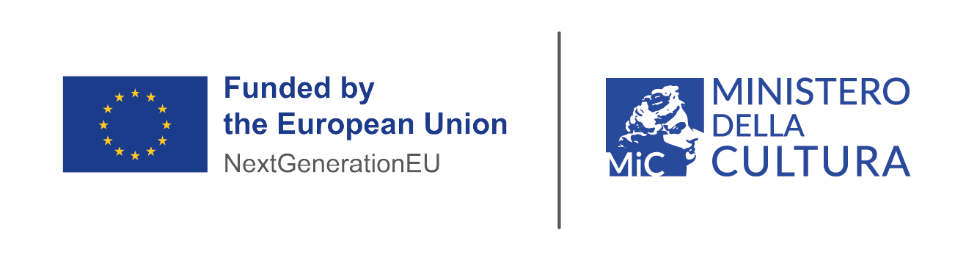 Funded by
the European Union
NextGenerationEU
MiC
MINISTERO
DELLA
CULTURA